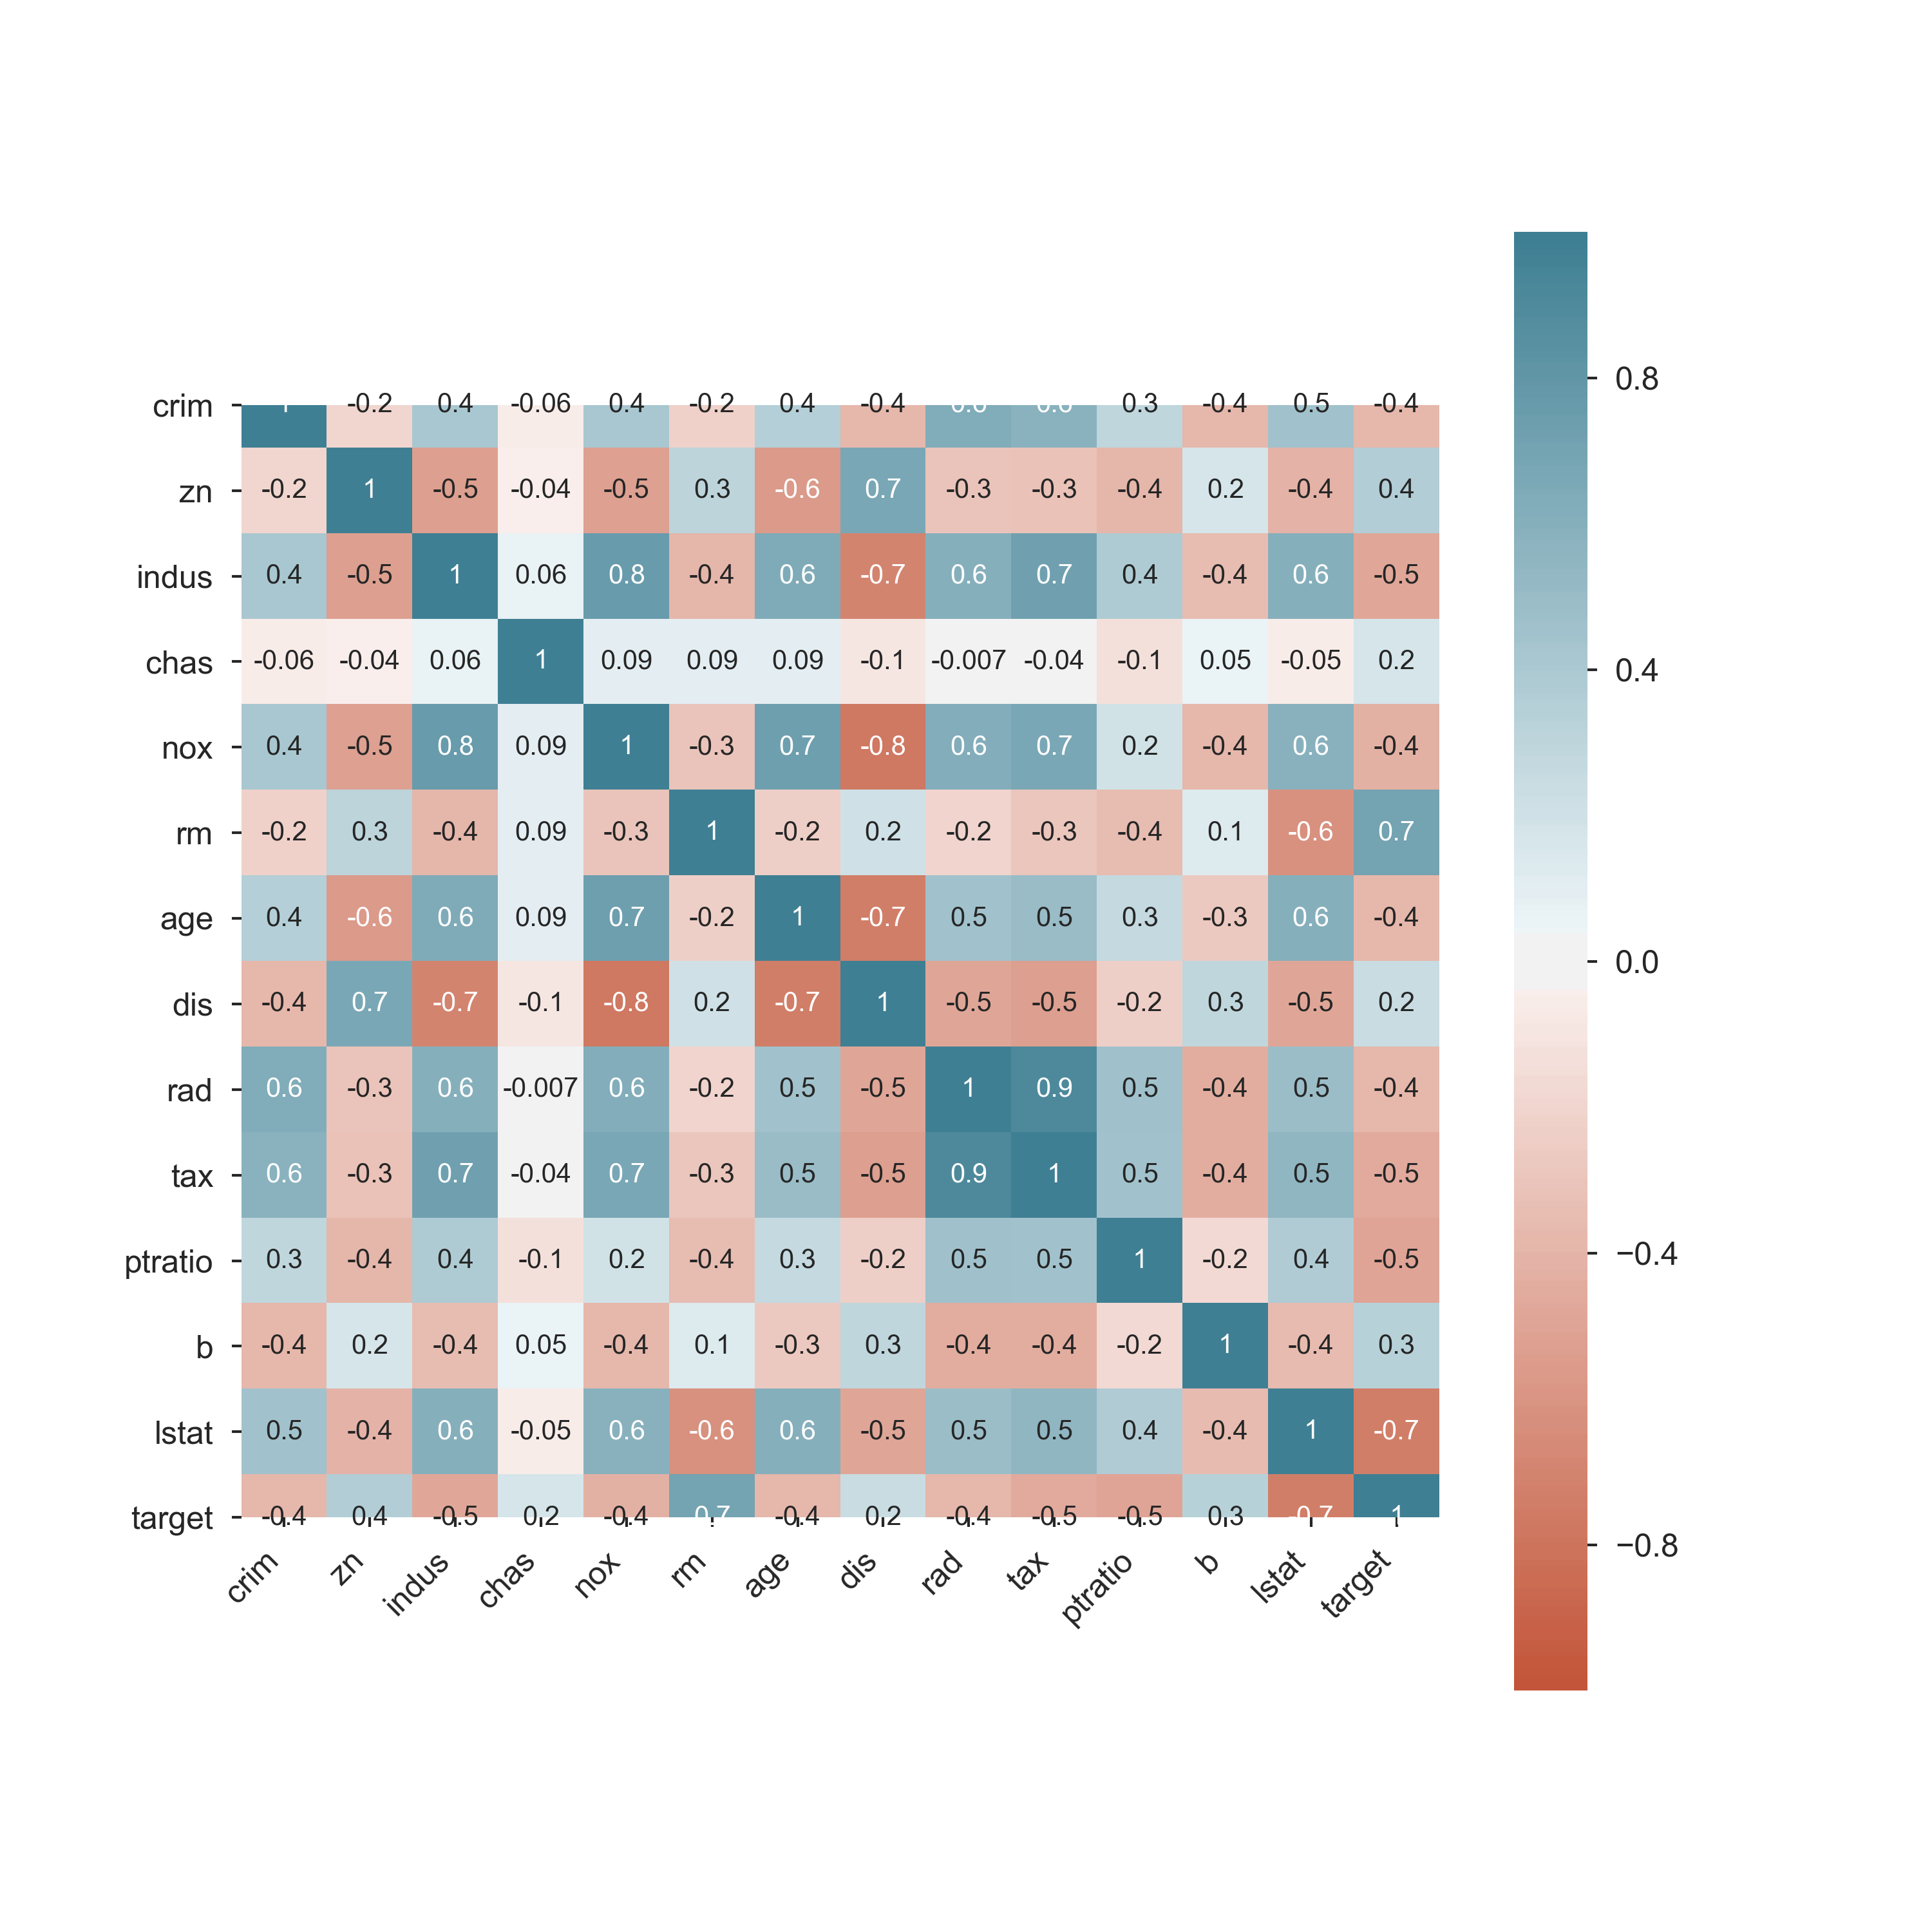 crim 1 -0.2 0.4 -0.06 0.4 -0.2 0.4 -0.4 0.6 0.6 0.3 -0.4 0.5 -0.4
zn -0.2 1 -0.5 -0.04 -0.5 0.3 -0.6 0.7 -0.3 -0.3 -0.4 0.2 -0.4 0.4
indus 0.4 -0.5 1 0.06 0.8 -0.4 0.6 -0.7 0.6 0.7 0.4 -0.4 0.6 -0.5
chas -0.06 -0.04 0.06 1 0.09 0.09 0.09 -0.1 -0.007 -0.04 -0.1 0.05 -0.05 0.2
nox 0.4 -0.5 0.8 0.09 1 -0.3 0.7 -0.8 0.6 0.7 0.2 -0.4 0.6 -0.4
rm -0.2 0.3 -0.4 0.09 -0.3 1 -0.2 0.2 -0.2 -0.3 -0.4 0.1 -0.6 0.7
age 0.4 -0.6 0.6 0.09 0.7 -0.2 1 -0.7 0.5 0.5 0.3 -0.3 0.6 -0.4
dis -0.4 0.7 -0.7 -0.1 -0.8 0.2 -0.7 1 -0.5 -0.5 -0.2 0.3 -0.5 0.2
rad 0.6 -0.3 0.6 -0.007 0.6 -0.2 0.5 -0.5 1 0.9 0.5 -0.4 0.5 -0.4
tax 0.6 -0.3 0.7 -0.04 0.7 -0.3 0.5 -0.5 0.9 1 0.5 -0.4 0.5 -0.5
ptratio 0.3 -0.4 0.4 -0.1 0.2 -0.4 0.3 -0.2 0.5 0.5 1 -0.2 0.4 -0.5
b -0.4 0.2 -0.4 0.05 -0.4 0.1 -0.3 0.3 -0.4 -0.4 -0.2 1 -0.4 0.3
lstat 0.5 -0.4 0.6 -0.05 0.6 -0.6 0.6 -0.5 0.5 0.5 0.4 -0.4 1 -0.7
target -0.4 0.4 -0.5 0.2 -0.4 0.7 -0.4 0.2 -0.4 -0.5 -0.5 0.3 -0.7 1
crim zn indus chas nox rm age dis rad tax ptratio b lstat target
0.8
0.4
0.0
−0.4
−0.8